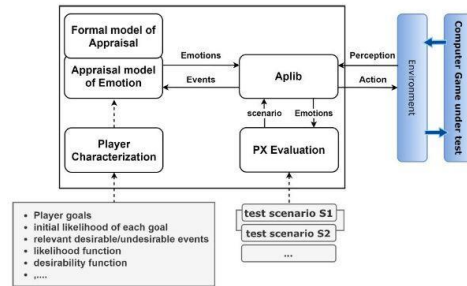 Formal model of
Appraisal
Appraisal model
of Emotion
Emotions
Events
Aplib
Perception
Action
Environment
Computer Game under test
scenario
Emotions
Player
Characterization
PX Evaluation
• Player goals
• initial likelihood of each goal
• relevant desirable/undesirable events
• likelihood function
• desirability function
• ,....
test scenario S1
test scenario S2
...